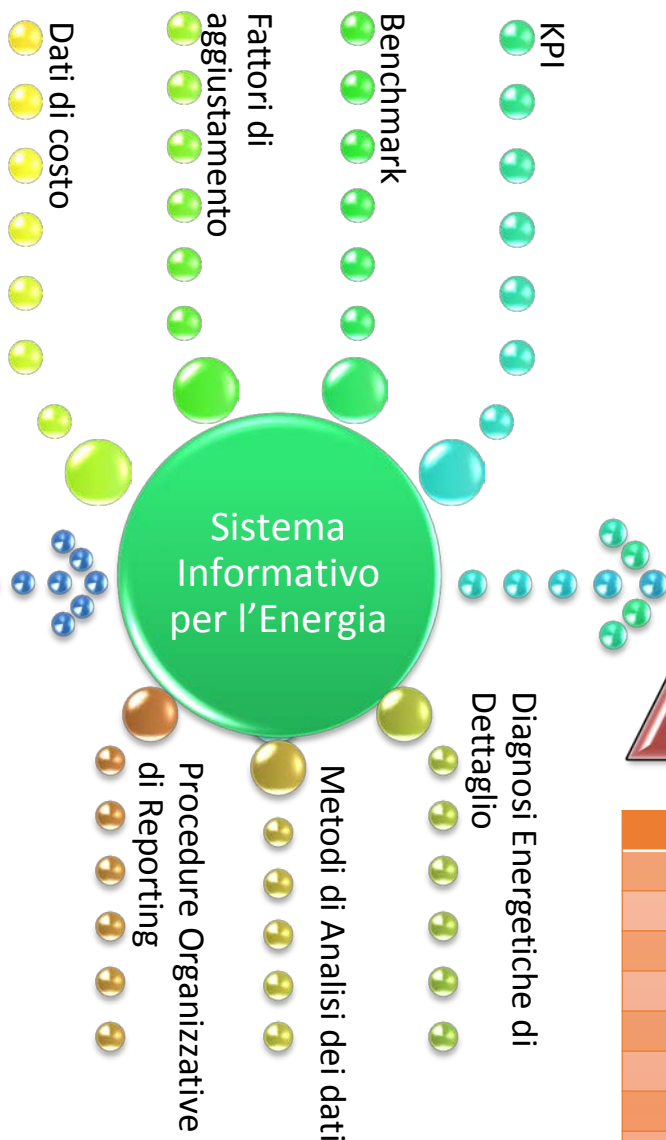 KPI
Benchmark
Fattori di
aggiustamento
Dati di costo
Sistema
Informativo
per l’Energia
Diagnosi Energetiche di
Dettaglio
Metodi di Analisi dei dati
Procedure Organizzative
di Reporting